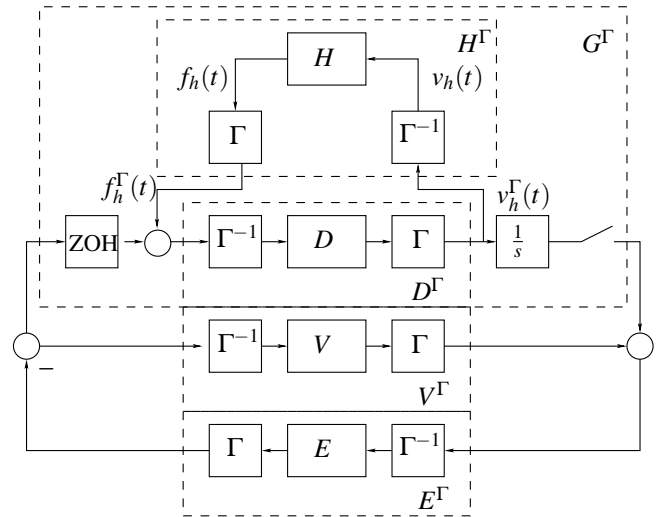 H H^Γ G^Γ
f_h(t) v_h(t)
Γ Γ^{-1}
f_h^Γ(t) v_h^Γ(t)
ZOH Γ^{-1} D Γ 1/s
D^Γ
Γ^{-1} V Γ
−
V^Γ
Γ E Γ^{-1}
E^Γ